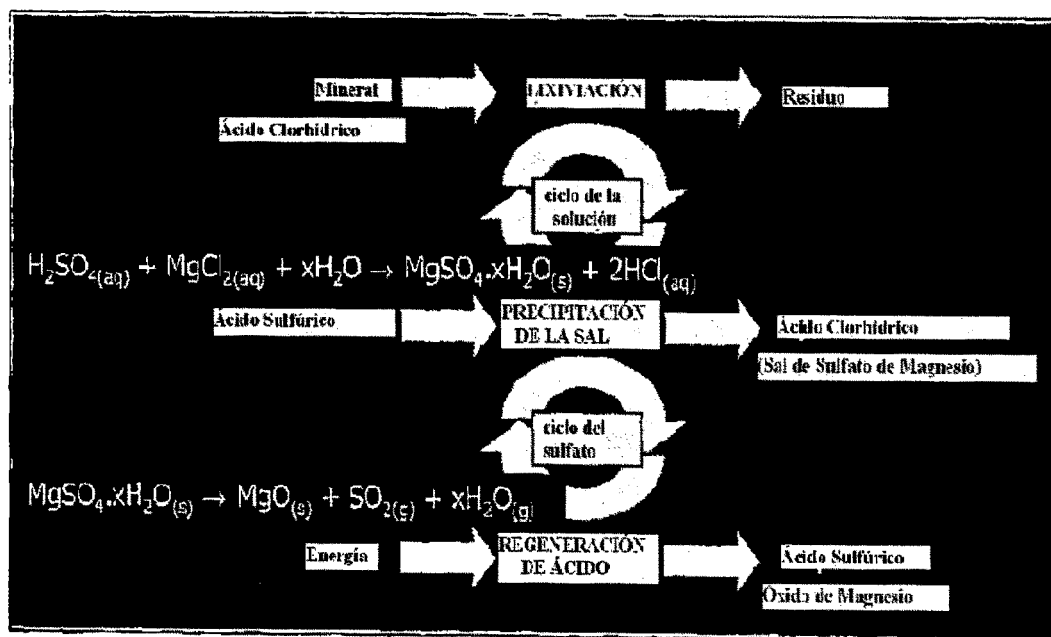 Mineral LIXIVIACIÓN Residuo
Ácido Clorhídrico
ciclo de la
solución
H₂SO₄(aq) + MgCl₂(aq) + xH₂O → MgSO₄.xH₂O(s) + 2HCl(aq)
Ácido Sulfúrico PRECIPITACIÓN
DE LA SAL Ácido Clorhídrico
(Sal de Sulfato de Magnesio)
ciclo del
sulfato
MgSO₄.xH₂O(s) → MgO(s) + SO₂(g) + xH₂O(g)
Energía REGENERACIÓN
DE ÁCIDO Ácido Sulfúrico
Óxido de Magnesio